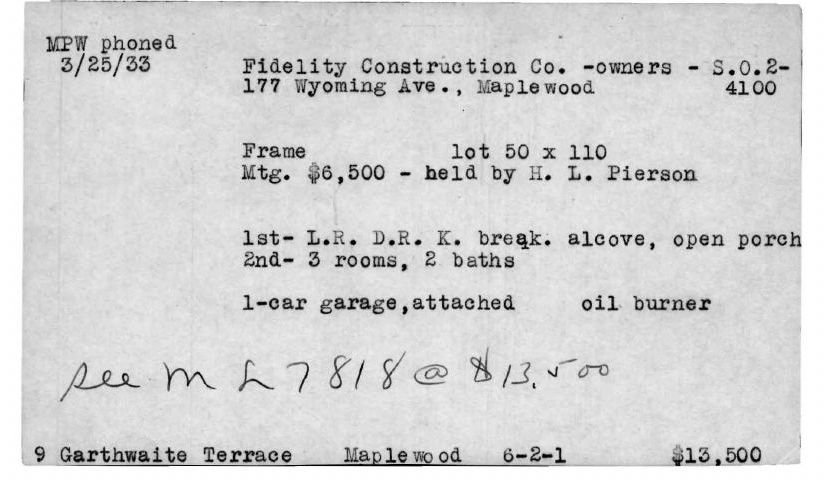 MPW phoned
3/25/33
Fidelity Construction Co. -owners - S.O.2-
177 Wyoming Ave., Maplewood 4100
Frame lot 50 x 110
Mtg. $6,500 - held by H. L. Pierson
1st- L.R. D.R. K. break. alcove, open porch
2nd- 3 rooms, 2 baths
1-car garage,attached oil burner
see M L 7818 @ $13,500
9 Garthwaite Terrace Maplewood 6-2-1 $13,500